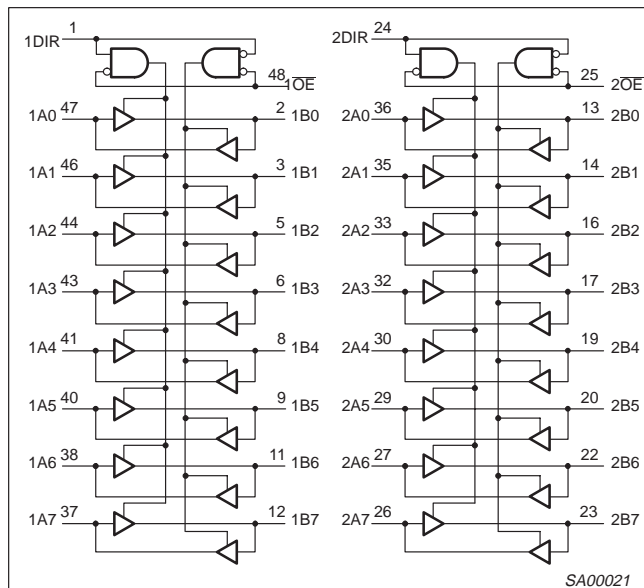 1DIR 1 2DIR 24
48 1OE 25 2OE
1A0 47 2 1B0 2A0 36 13 2B0
1A1 46 3 1B1 2A1 35 14 2B1
1A2 44 5 1B2 2A2 33 16 2B2
1A3 43 6 1B3 2A3 32 17 2B3
1A4 41 8 1B4 2A4 30 19 2B4
1A5 40 9 1B5 2A5 29 20 2B5
1A6 38 11 1B6 2A6 27 22 2B6
1A7 37 12 1B7 2A7 26 23 2B7
SA00021